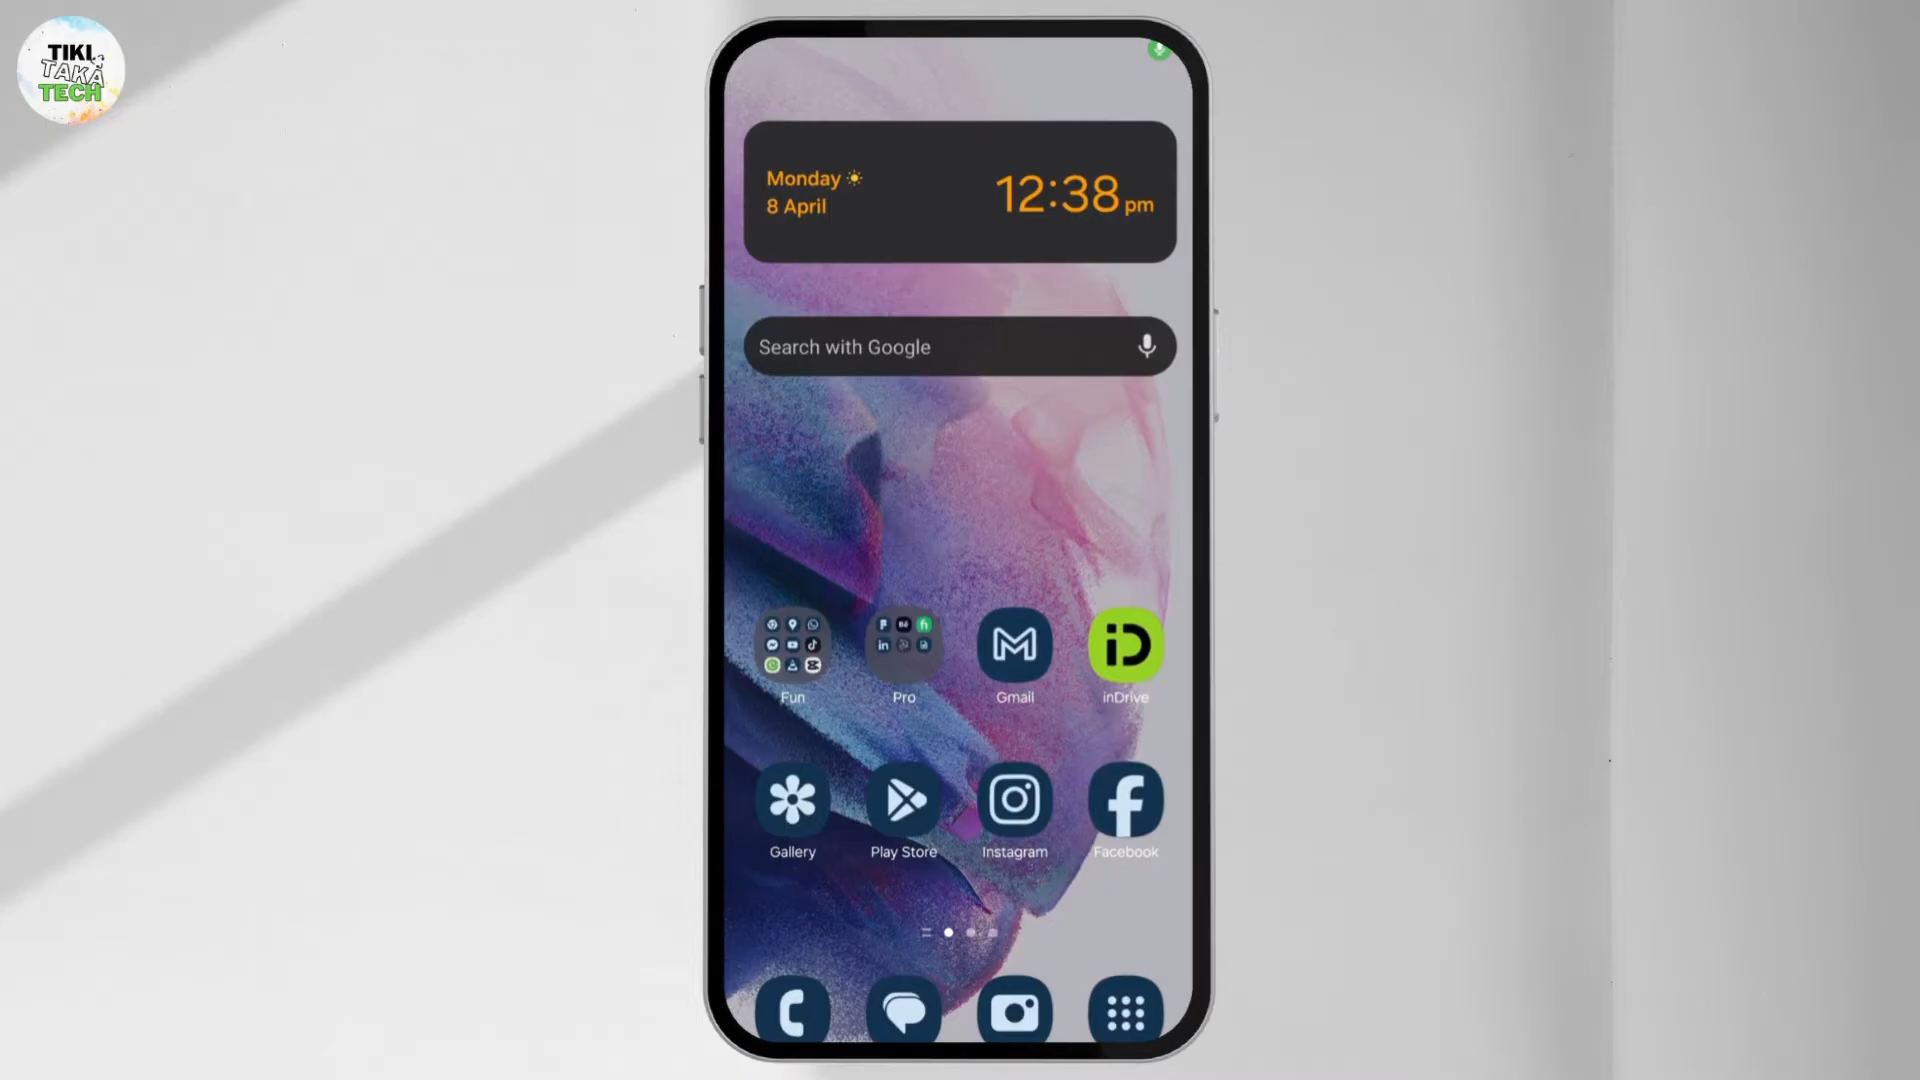 TIKI
TAKA
TECH
Monday
8 April
12:38 pm
Search with Google
Fun
Pro
Gmail
inDrive
Gallery
Play Store
Instagram
Facebook